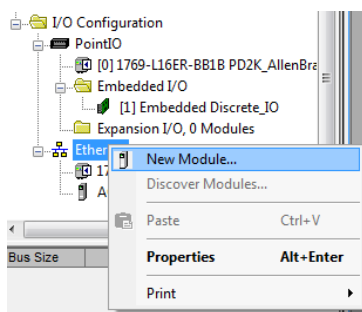 I/O Configuration
PointIO
[0] 1769-L16ER-BB1B PD2K_AllenBra
Embedded I/O
[1] Embedded Discrete_IO
Expansion I/O, 0 Modules
Ether
17
A
New Module...
Discover Modules...
Paste Ctrl+V
Bus Size
Properties Alt+Enter
Print